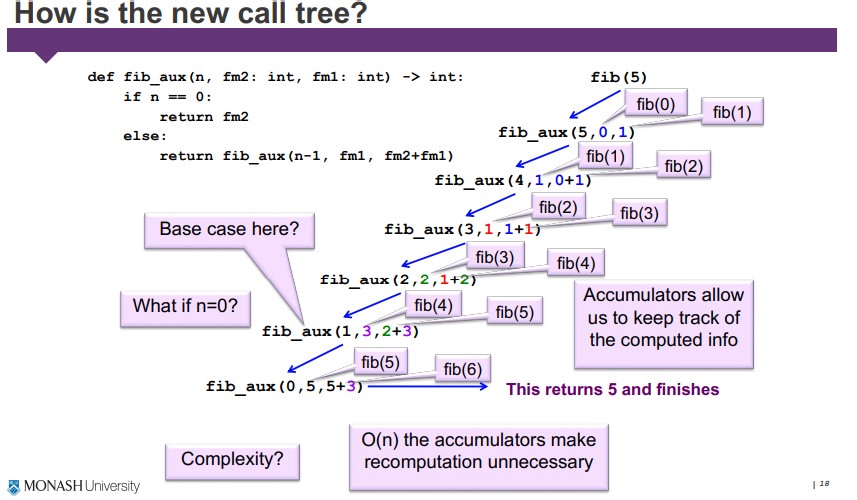 How is the new call tree?
def fib_aux(n, fm2: int, fm1: int) -> int:
if n == 0:
return fm2
else:
return fib_aux(n-1, fm1, fm2+fm1)
fib(5)
fib(0)
fib(1)
fib_aux(5,0,1)
fib(1)
fib(2)
fib_aux(4,1,0+1)
fib(2)
fib(3)
fib_aux(3,1,1+1)
Base case here?
fib(3)
fib(4)
fib_aux(2,2,1+2)
What if n=0?
fib(4)
fib(5)
Accumulators allow
us to keep track of
the computed info
fib_aux(1,3,2+3)
fib(5)
fib(6)
fib_aux(0,5,5+3)
This returns 5 and finishes
Complexity?
O(n) the accumulators make
recomputation unnecessary
MONASH University
| 18